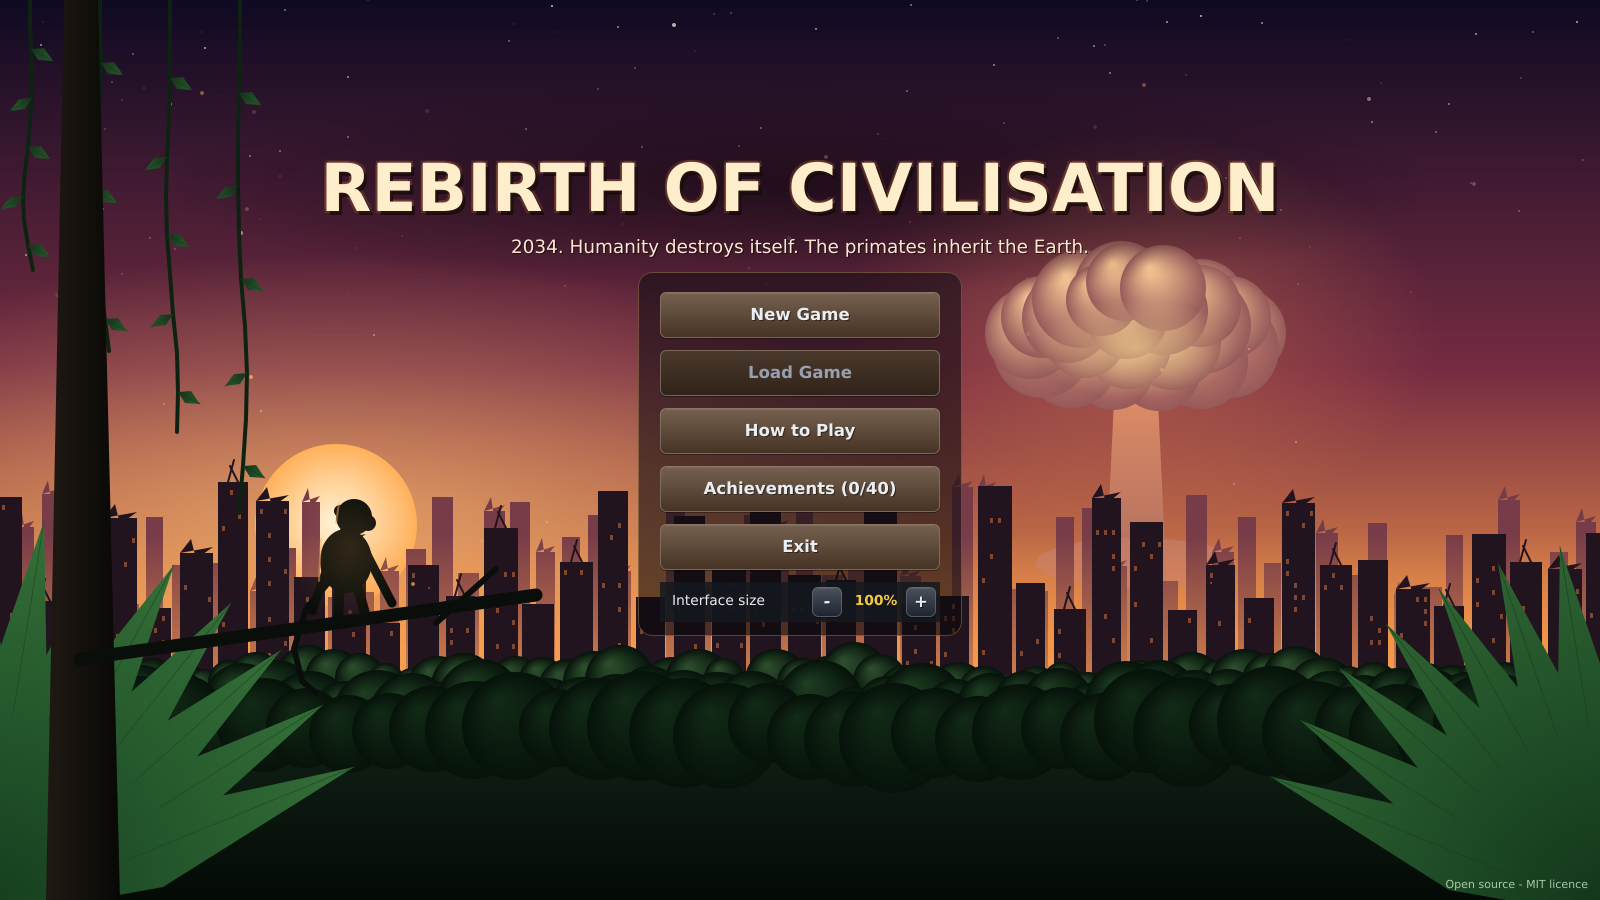 REBIRTH OF CIVILISATION
2034. Humanity destroys itself. The primates inherit the Earth.
New Game
Load Game
How to Play
Achievements (0/40)
Exit
Interface size - 100% +
Open source - MIT licence